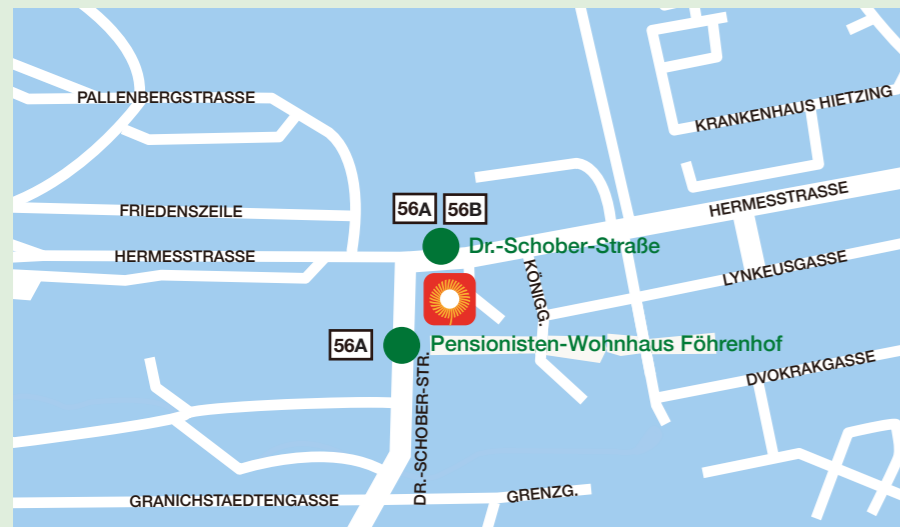 PALLENBERGSTRASSE
KRANKENHAUS HIETZING
FRIEDENSZEILE
56A 56B
HERMESSTRASSE
HERMESSTRASSE
Dr.-Schober-Straße
LYNKEUSGASSE
KÖNIGG.
56A
Pensionisten-Wohnhaus Föhrenhof
DVOKRAKGASSE
DR.-SCHOBER-STR.
GRANICHSTAEDTENGASSE
GRENZG.